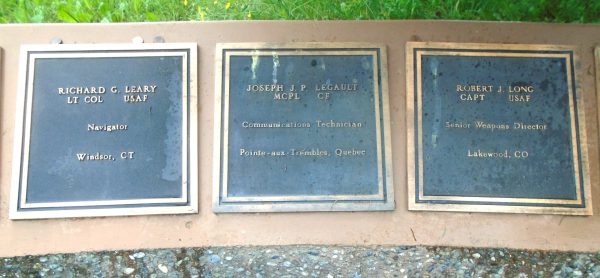 RICHARD G. LEARY
LT COL USAF
Navigator
Windsor, CT
JOSEPH J. P. LEGAULT
MCPL CF
Communications Technician
Pointe-aux-Trembles, Quebec
ROBERT J. LONG
CAPT USAF
Senior Weapons Director
Lakewood, CO